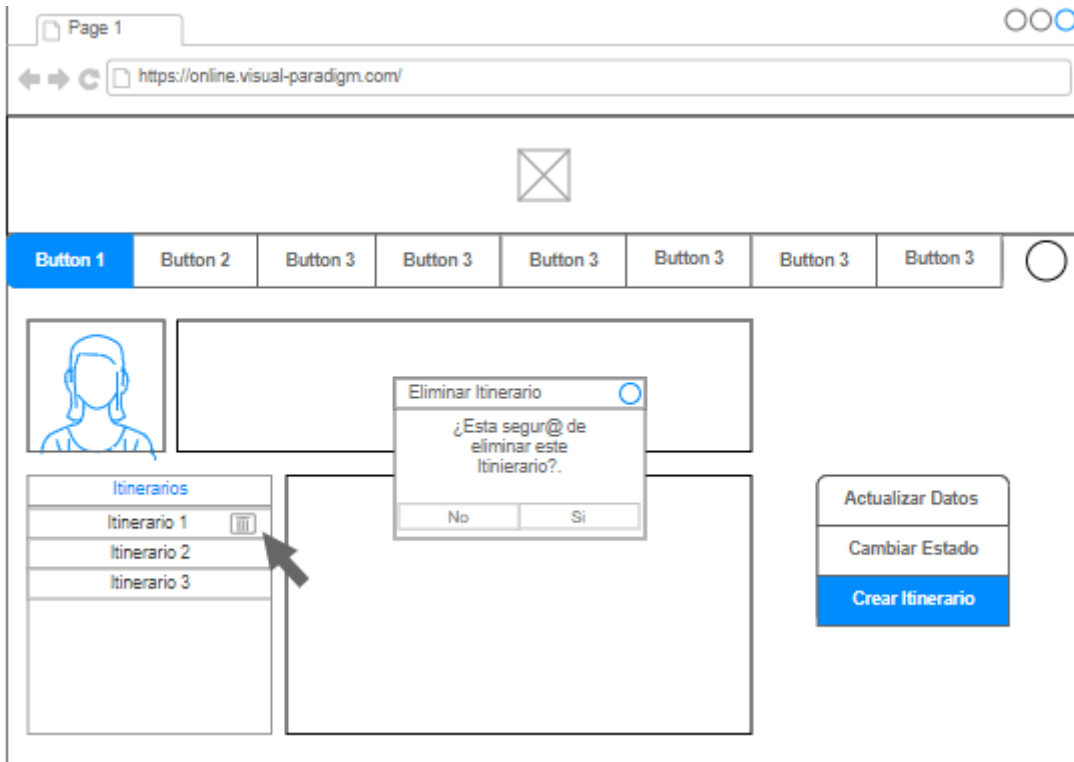 Page 1
https://online.visual-paradigm.com/
Button 1
Button 2
Button 3
Button 3
Button 3
Button 3
Button 3
Button 3
Eliminar Itinerario
¿Esta segur@ de
eliminar este
Itinierario?.
No
Si
Itinerarios
Itinerario 1
Itinerario 2
Itinerario 3
Actualizar Datos
Cambiar Estado
Crear Itinerario